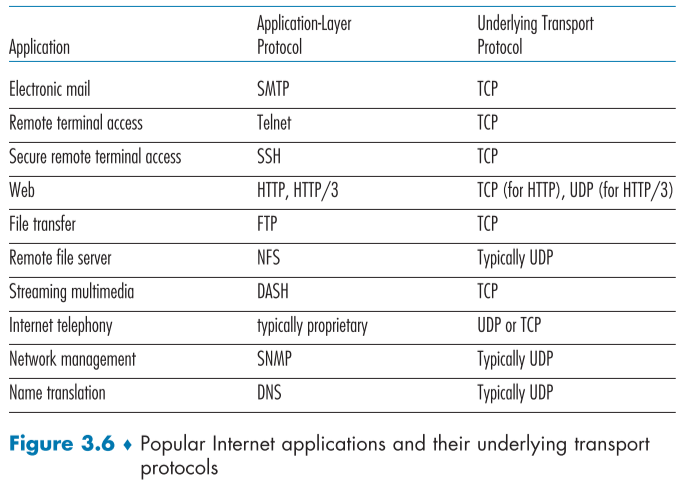 Application-Layer Underlying Transport
Application Protocol Protocol
Electronic mail SMTP TCP
Remote terminal access Telnet TCP
Secure remote terminal access SSH TCP
Web HTTP, HTTP/3 TCP (for HTTP), UDP (for HTTP/3)
File transfer FTP TCP
Remote file server NFS Typically UDP
Streaming multimedia DASH TCP
Internet telephony typically proprietary UDP or TCP
Network management SNMP Typically UDP
Name translation DNS Typically UDP
Figure 3.6 ♦ Popular Internet applications and their underlying transport
protocols